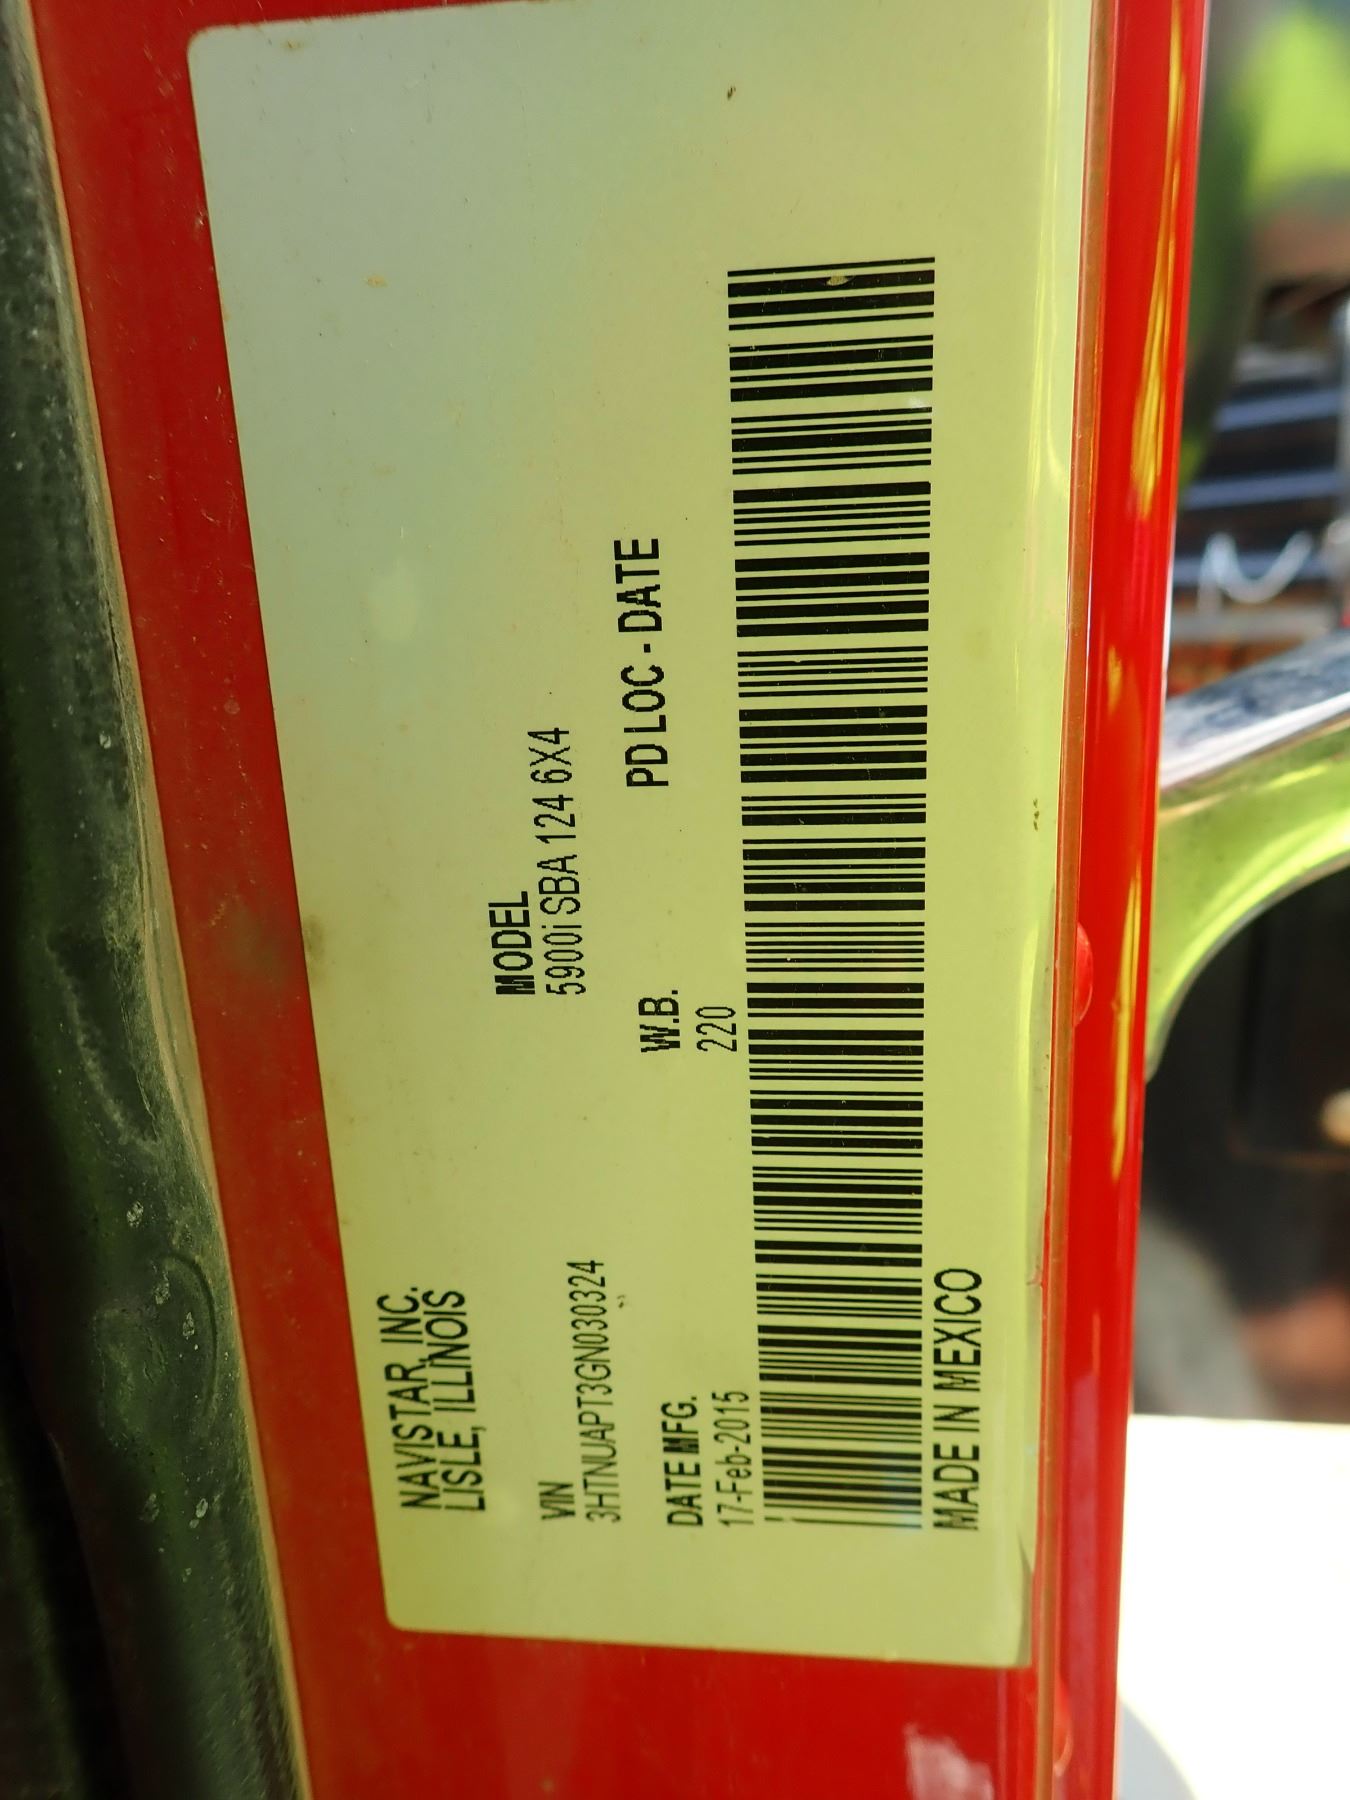 NAVISTAR, INC.
LISLE, ILLINOIS
MODEL
5900i SBA 124 6X4
VIN
3HTNUAPT3GN030324
W.B.
220
PD LOC - DATE
DATE MFG.
17-Feb-2015
MADE IN MEXICO